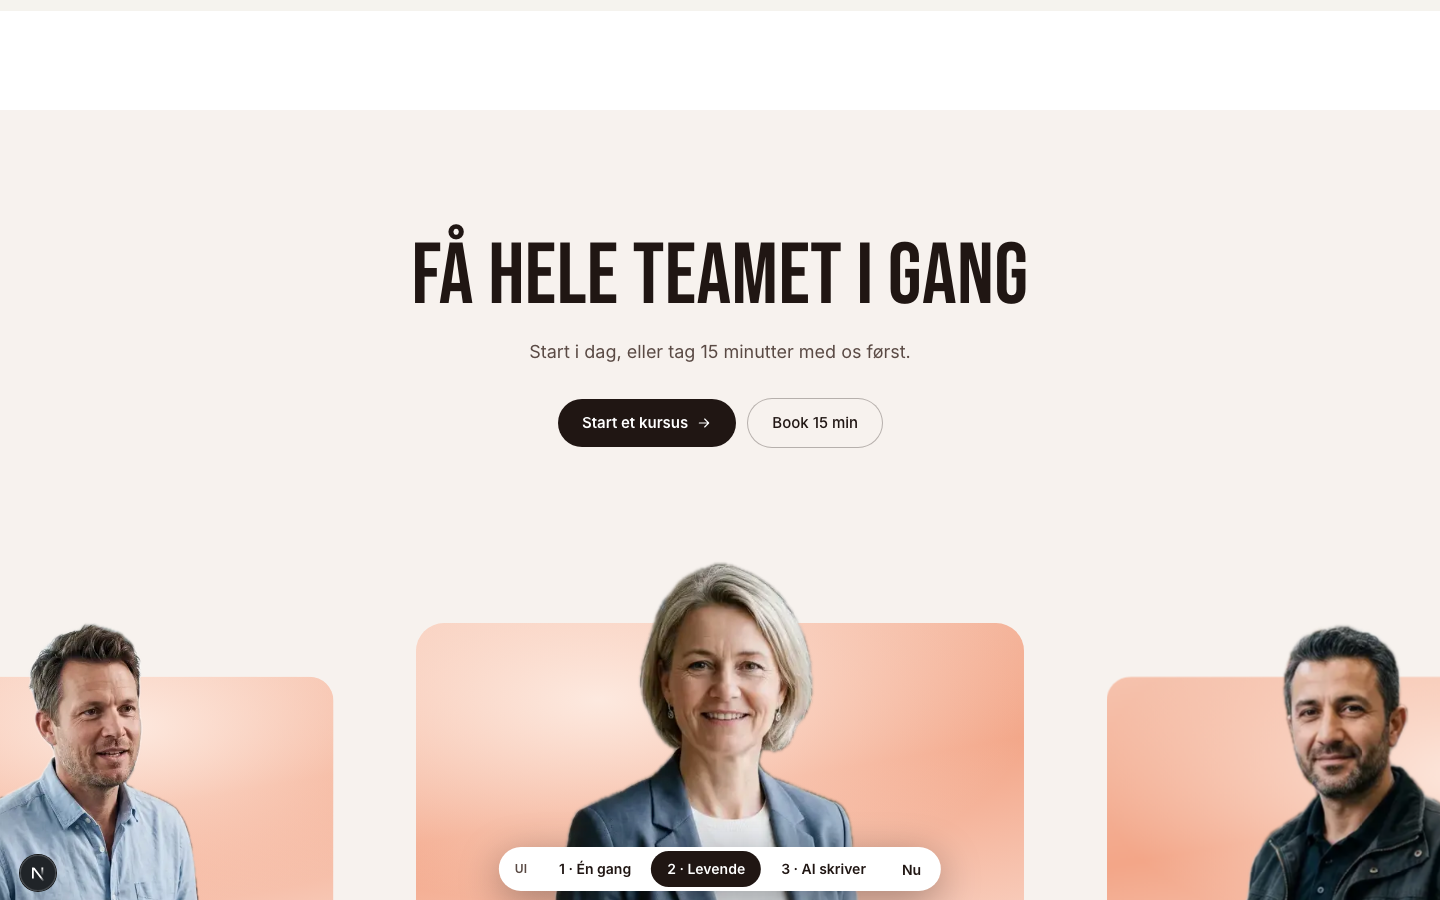 FÅ HELE TEAMET I GANG
Start i dag, eller tag 15 minutter med os først.
Start et kursus →
Book 15 min
N
UI 1 · Én gang 2 · Levende 3 · AI skriver Nu